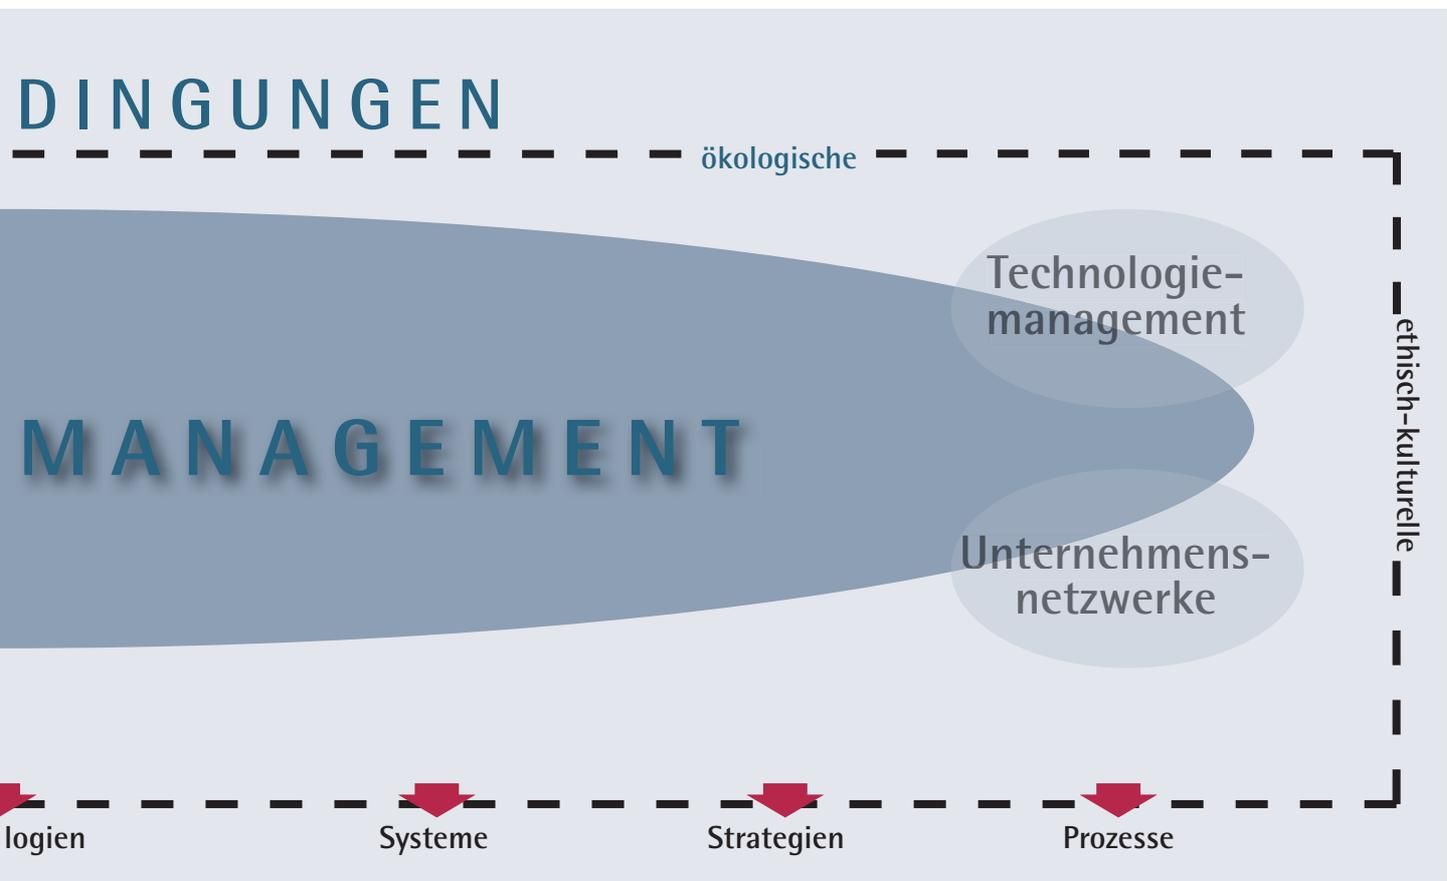 DINGUNGEN
ökologische
Technologie-
management
ethisch-kulturelle
MANAGEMENT
Unternehmens-
netzwerke
logien
Systeme
Strategien
Prozesse